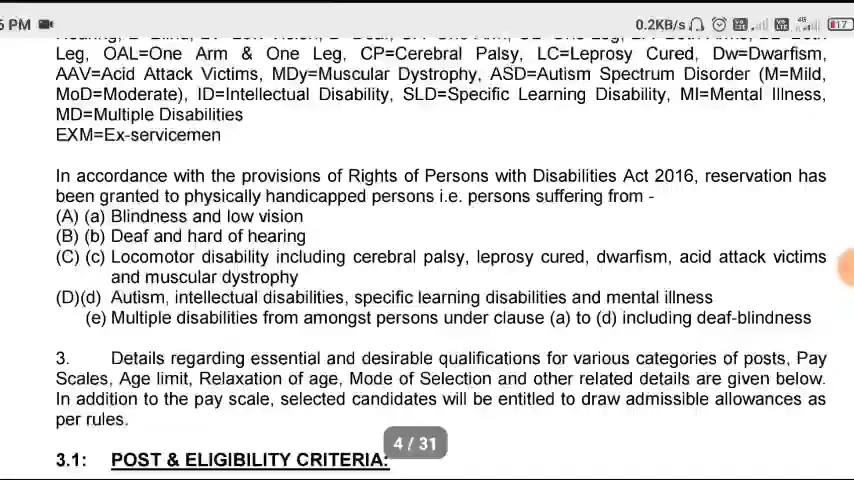 6 PM
0.2KB/s
4G
17
Leg, OAL=One Arm & One Leg, CP=Cerebral Palsy, LC=Leprosy Cured, Dw=Dwarfism,
AAV=Acid Attack Victims, MDy=Muscular Dystrophy, ASD=Autism Spectrum Disorder (M=Mild,
MoD=Moderate), ID=Intellectual Disability, SLD=Specific Learning Disability, MI=Mental Illness,
MD=Multiple Disabilities
EXM=Ex-servicemen
In accordance with the provisions of Rights of Persons with Disabilities Act 2016, reservation has
been granted to physically handicapped persons i.e. persons suffering from -
(A) (a) Blindness and low vision
(B) (b) Deaf and hard of hearing
(C) (c) Locomotor disability including cerebral palsy, leprosy cured, dwarfism, acid attack victims
and muscular dystrophy
(D)(d) Autism, intellectual disabilities, specific learning disabilities and mental illness
(e) Multiple disabilities from amongst persons under clause (a) to (d) including deaf-blindness
3. Details regarding essential and desirable qualifications for various categories of posts, Pay
Scales, Age limit, Relaxation of age, Mode of Selection and other related details are given below.
In addition to the pay scale, selected candidates will be entitled to draw admissible allowances as
per rules.
4 / 31
3.1: POST & ELIGIBILITY CRITERIA: